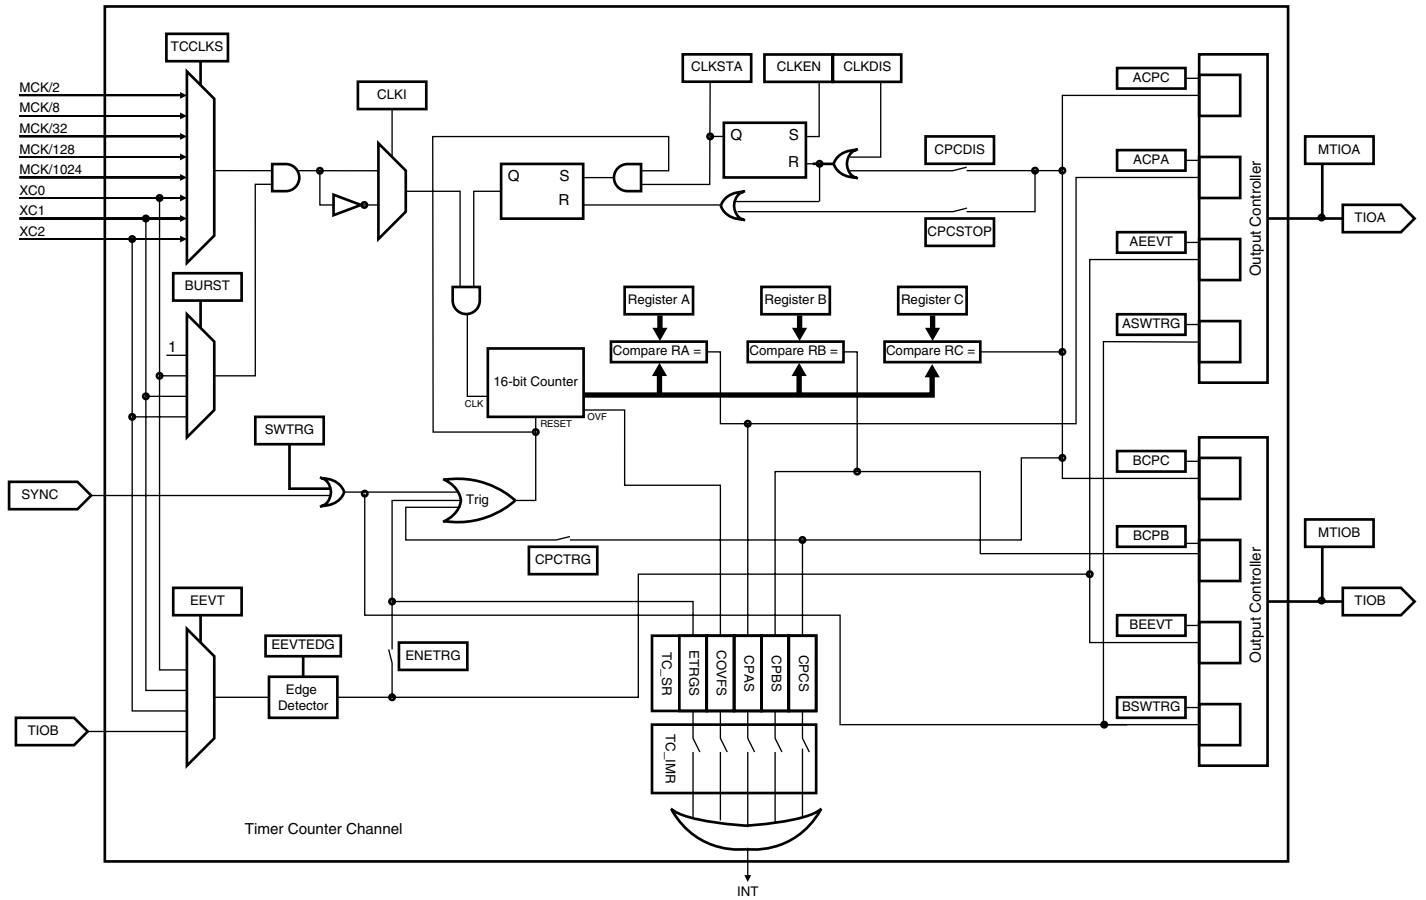 TCCLKS
MCK/2
MCK/8
MCK/32
MCK/128
MCK/1024
XC0
XC1
XC2
CLKI
CLKSTA
CLKEN
CLKDIS
Q
S
R
Q
S
R
CPCDIS
CPCSTOP
ACPC
ACPA
AEEVT
ASWTRG
Output Controller
MTIOA
TIOA
BURST
1
Register A
Register B
Register C
Compare RA =
Compare RB =
Compare RC =
16-bit Counter
CLK
RESET
OVF
SWTRG
SYNC
Trig
CPCTRG
BCPC
BCPB
BEEVT
BSWTRG
Output Controller
MTIOB
TIOB
EEVT
EEVTEDG
Edge
Detector
ENETRG
TIOB
TC_SR
ETRGS
COVFS
CPAS
CPBS
CPCS
TC_IMR
Timer Counter Channel
INT